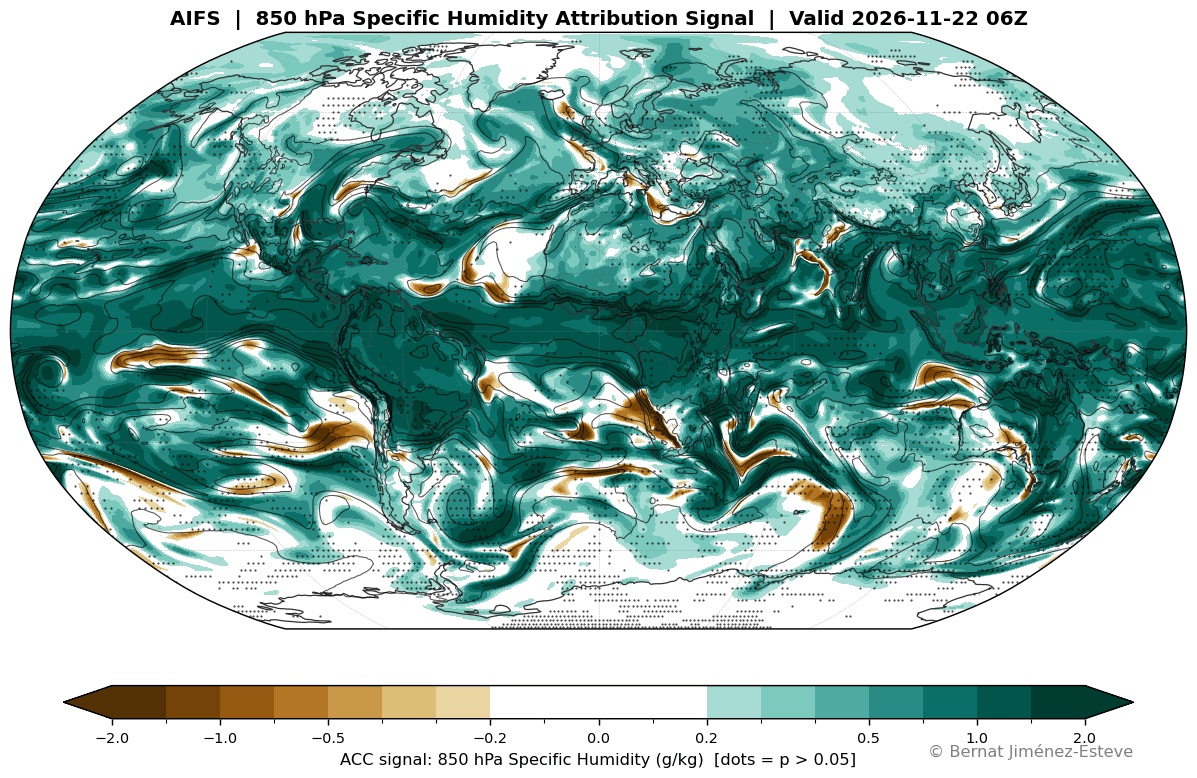 AIFS | 850 hPa Specific Humidity Attribution Signal | Valid 2026-11-22 06Z
−2.0 −1.0 −0.5 −0.2 0.0 0.2 0.5 1.0 2.0
ACC signal: 850 hPa Specific Humidity (g/kg) [dots = p > 0.05]
© Bernat Jiménez-Esteve